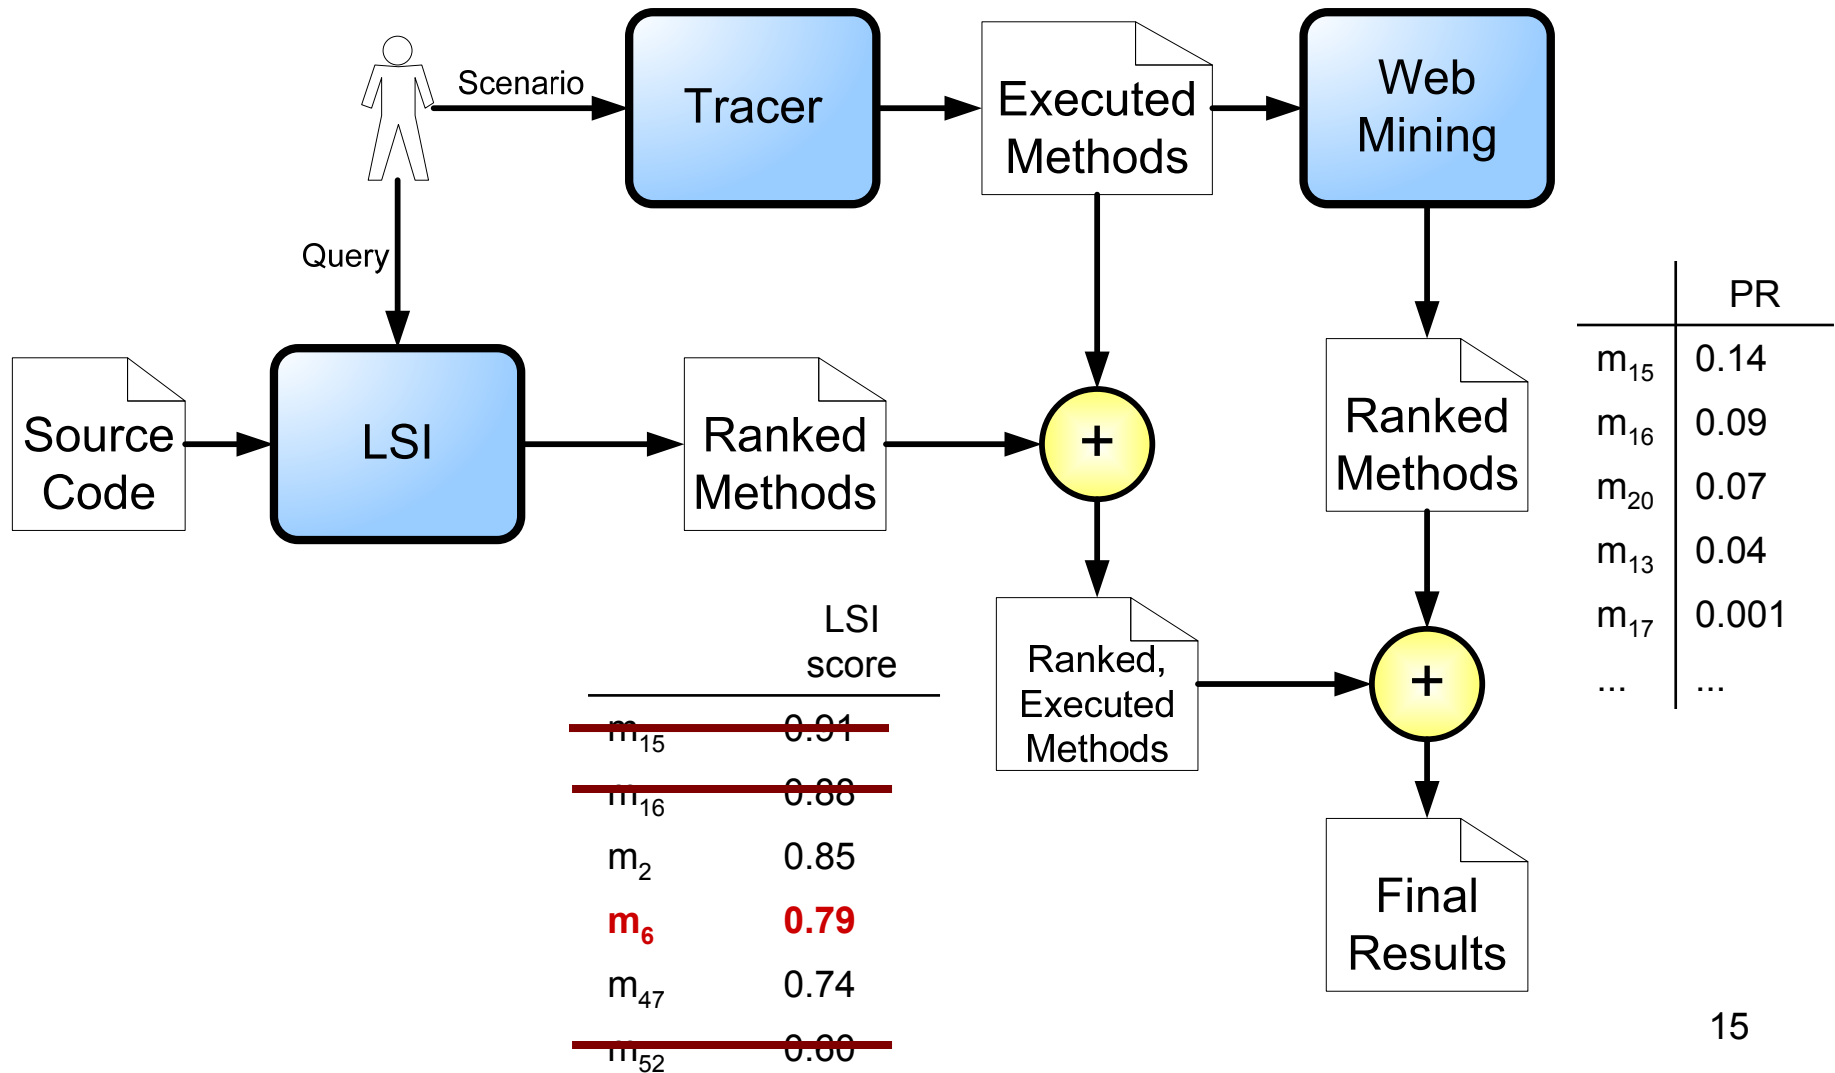 Scenario
Tracer
Executed
Methods
Web
Mining
Query
Source
Code
LSI
Ranked
Methods
+
Ranked
Methods
PR
m15 0.14
m16 0.09
m20 0.07
m13 0.04
m17 0.001
... ...
Ranked,
Executed
Methods
+
LSI
score
m15 0.91
m16 0.88
m2 0.85
m6 0.79
m47 0.74
m52 0.60
Final
Results
15